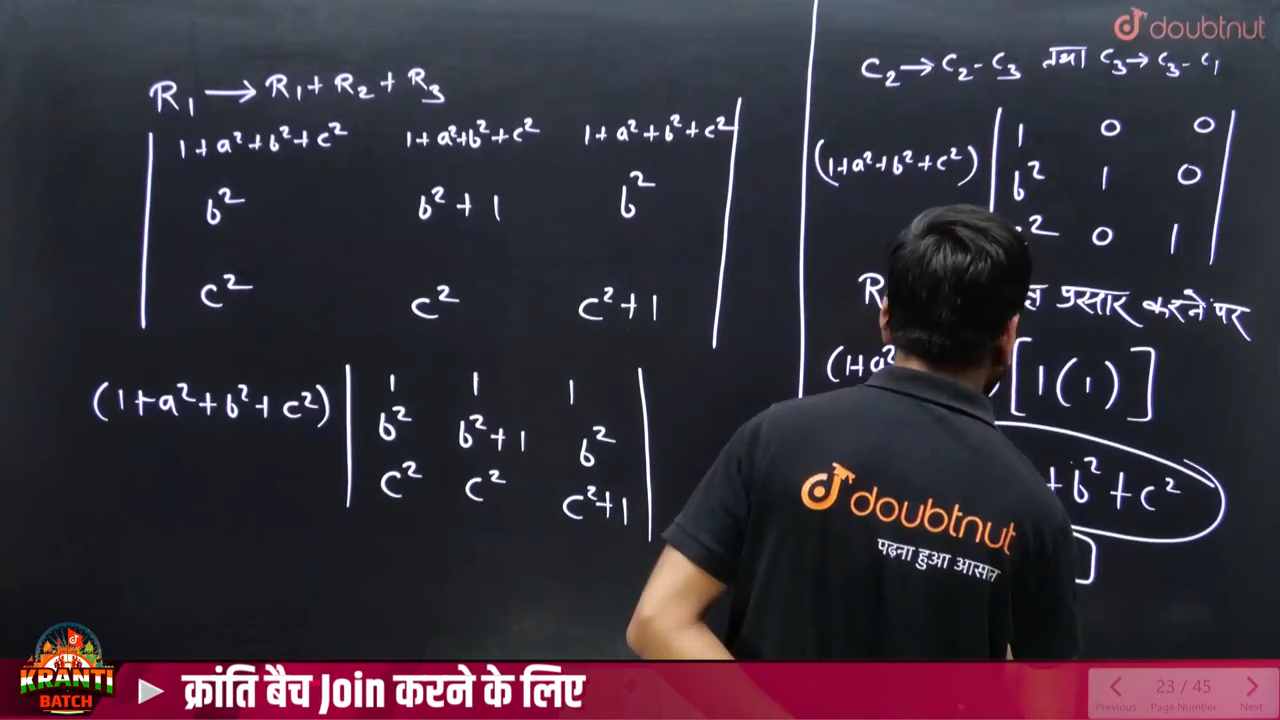 R₁ → R₁ + R₂ + R₃
1+a²+b²+c² 1+a²+b²+c² 1+a²+b²+c²
b² b²+1 b²
c² c² c²+1
(1+a²+b²+c²) | 1 1 1 |
b² b²+1 b²
c² c² c²+1
doubtnut
C₂ → C₂ - C₃ तथा C₃ → C₃ - C₁
(1+a²+b²+c²) | 1 0 0 |
b² 1 0
2 0 1
R प्रसार करने पर
(1+a² [1(1)]
+ b² + c²
]
doubtnut
पढ़ना हुआ आसान
KRANTI
BATCH
क्रांति बैच Join करने के लिए
23 / 45
Previous Page Number Next